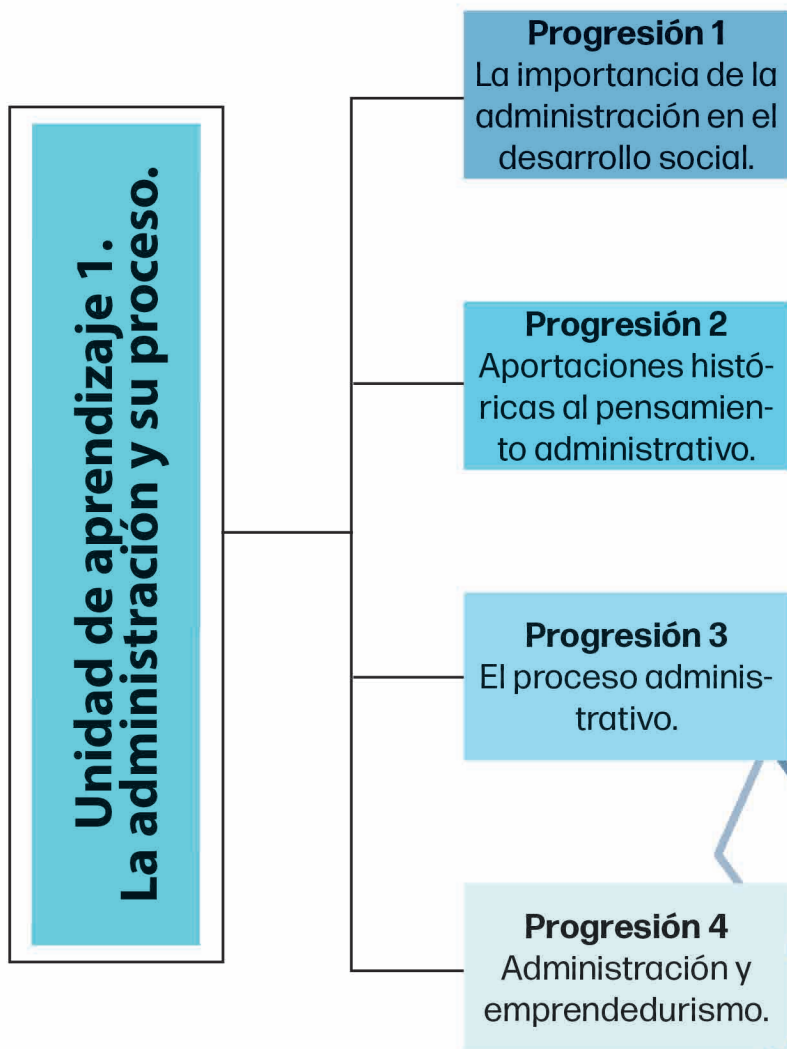 Unidad de aprendizaje 1.
La administración y su proceso.
Progresión 1
La importancia de la
administración en el
desarrollo social.
Progresión 2
Aportaciones histó-
ricas al pensamien-
to administrativo.
Progresión 3
El proceso adminis-
trativo.
Progresión 4
Administración y
emprendedurismo.